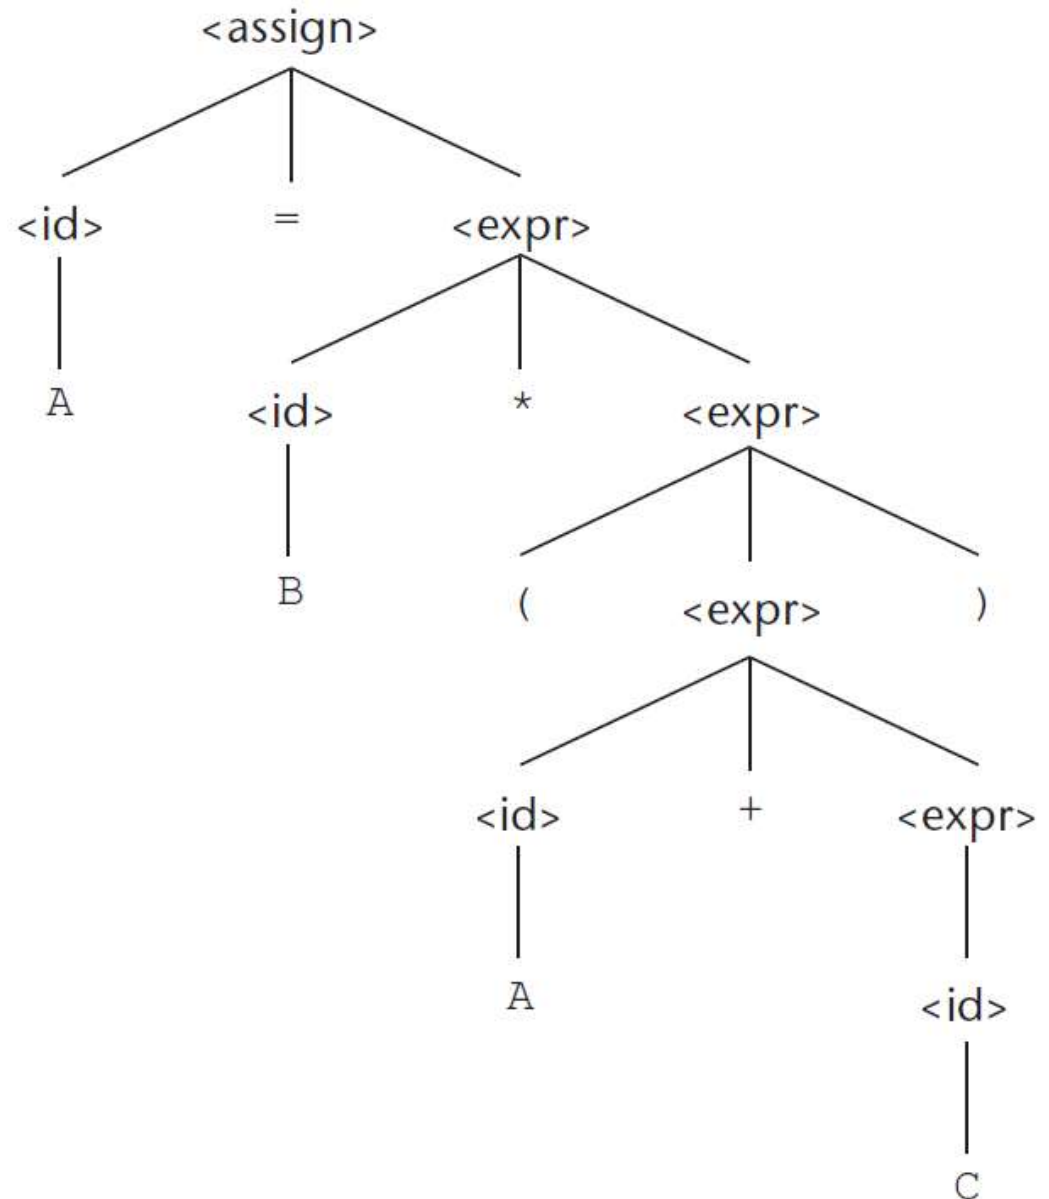 <assign>
<id> = <expr>
A <id> * <expr>
B ( <expr> )
<id> + <expr>
A <id>
C